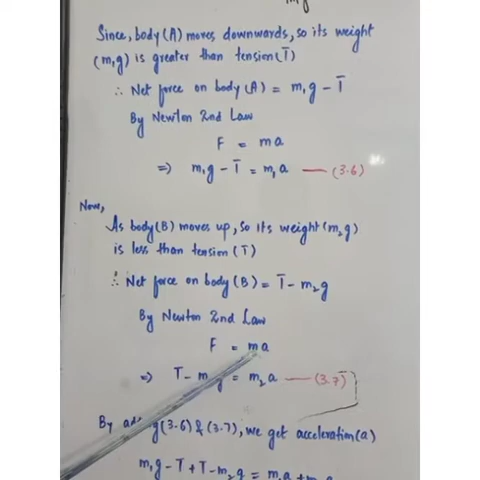 Since, body(A) moves downwards, so its weight
(m₁g) is greater than tension(T)
∴ Net force on body(A) = m₁g - T
By Newton 2nd Law
F = ma
=> m₁g - T = m₁a — (3.6)
Now,
As body(B) moves up, so its weight(m₂g)
is less than tension(T)
∴ Net force on body(B) = T - m₂g
By Newton 2nd Law
F = ma
=> T - m g = m₂a — (3.7)
By g(3.6) & (3.7), we get acceleration(a)
m₁g - T + T - m₂g = m₁a +